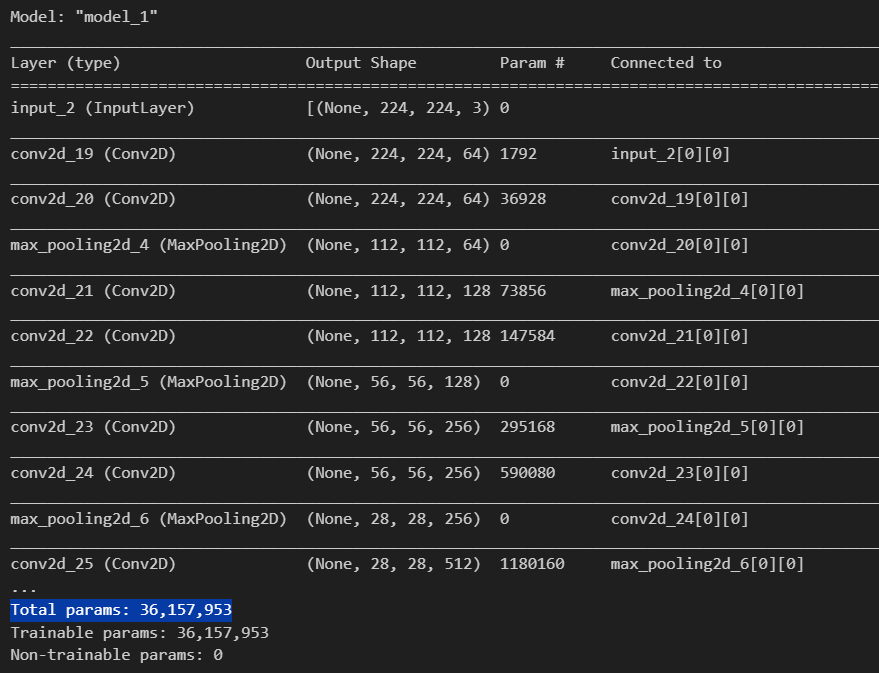 Model: "model_1"
Layer (type) Output Shape Param # Connected to
input_2 (InputLayer) [(None, 224, 224, 3) 0
conv2d_19 (Conv2D) (None, 224, 224, 64) 1792 input_2[0][0]
conv2d_20 (Conv2D) (None, 224, 224, 64) 36928 conv2d_19[0][0]
max_pooling2d_4 (MaxPooling2D) (None, 112, 112, 64) 0 conv2d_20[0][0]
conv2d_21 (Conv2D) (None, 112, 112, 128 73856 max_pooling2d_4[0][0]
conv2d_22 (Conv2D) (None, 112, 112, 128 147584 conv2d_21[0][0]
max_pooling2d_5 (MaxPooling2D) (None, 56, 56, 128) 0 conv2d_22[0][0]
conv2d_23 (Conv2D) (None, 56, 56, 256) 295168 max_pooling2d_5[0][0]
conv2d_24 (Conv2D) (None, 56, 56, 256) 590080 conv2d_23[0][0]
max_pooling2d_6 (MaxPooling2D) (None, 28, 28, 256) 0 conv2d_24[0][0]
conv2d_25 (Conv2D) (None, 28, 28, 512) 1180160 max_pooling2d_6[0][0]
...
Total params: 36,157,953
Trainable params: 36,157,953
Non-trainable params: 0